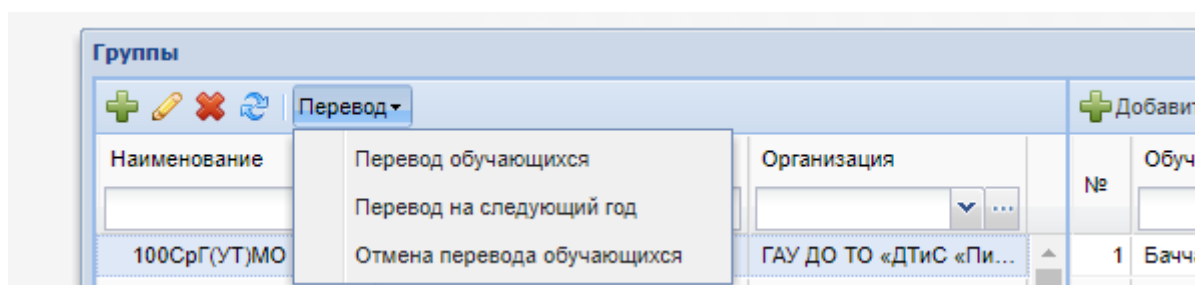 Группы
Перевод
Добавит
Наименование
Перевод обучающихся
Организация
№
Обуч
Перевод на следующий год
100СрГ(УТ)МО
Отмена перевода обучающихся
ГАУ ДО ТО «ДТиС «Пи...
1
Бачч